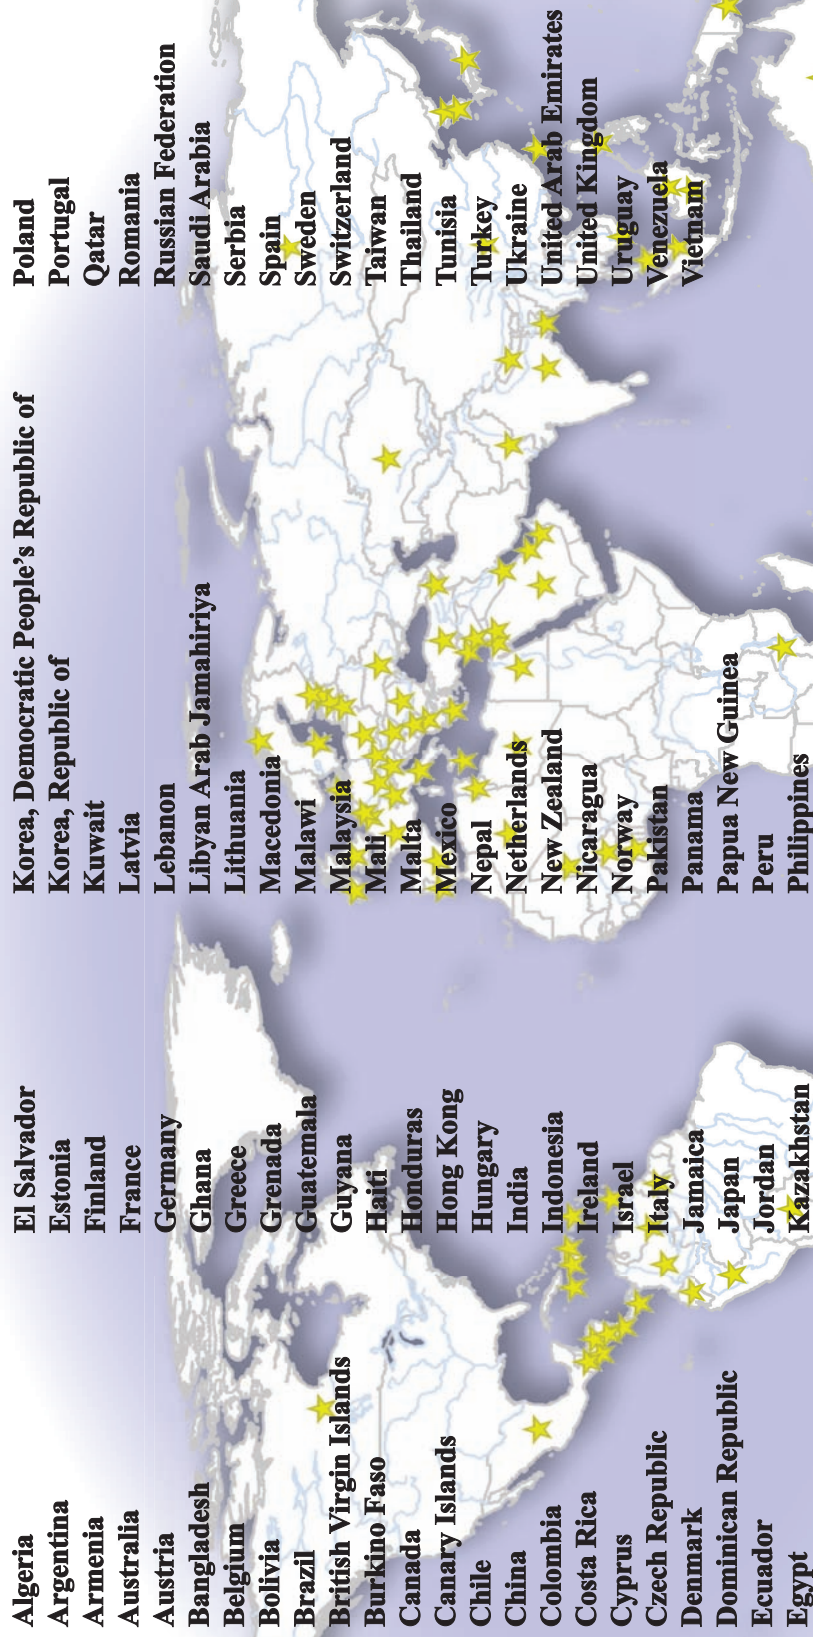 Algeria
Argentina
Armenia
Australia
Austria
Bangladesh
Belgium
Bolivia
Brazil
British Virgin Islands
Burkino Faso
Canada
Canary Islands
Chile
China
Colombia
Costa Rica
Cyprus
Czech Republic
Denmark
Dominican Republic
Ecuador
Egypt
El Salvador
Estonia
Finland
France
Germany
Ghana
Greece
Grenada
Guatemala
Guyana
Haiti
Honduras
Hong Kong
Hungary
India
Indonesia
Ireland
Israel
Italy
Jamaica
Japan
Jordan
Kazakhstan
Korea, Democratic People's Republic of
Korea, Republic of
Kuwait
Latvia
Lebanon
Libyan Arab Jamahiriya
Lithuania
Macedonia
Malawi
Malaysia
Mali
Malta
Mexico
Nepal
Netherlands
New Zealand
Nicaragua
Norway
Pakistan
Panama
Papua New Guinea
Peru
Philippines
Poland
Portugal
Qatar
Romania
Russian Federation
Saudi Arabia
Serbia
Spain
Sweden
Switzerland
Taiwan
Thailand
Tunisia
Turkey
Ukraine
United Arab Emirates
United Kingdom
Uruguay
Venezuela
Vietnam